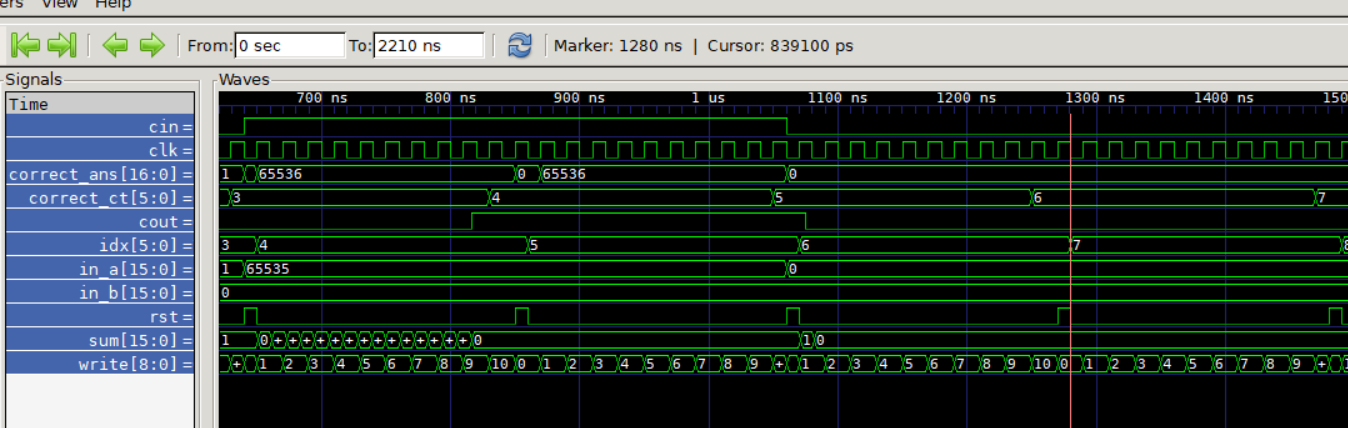 ers View Help
From: 0 sec To: 2210 ns Marker: 1280 ns | Cursor: 839100 ps
Signals Waves
Time 700 ns 800 ns 900 ns 1 us 1100 ns 1200 ns 1300 ns 1400 ns 150
cin =
clk =
correct_ans[16:0] = 1 65536 0 65536 0
correct_ct[5:0] = 3 4 5 6 7
cout =
idx[5:0] = 3 4 5 6 7 8
in_a[15:0] = 1 65535 0
in_b[15:0] = 0
rst =
sum[15:0] = 1 0 + + + + + + + + + + + + + + 0 1 0
write[8:0] = + 1 2 3 4 5 6 7 8 9 10 0 1 2 3 4 5 6 7 8 9 + 1 2 3 4 5 6 7 8 9 10 0 1 2 3 4 5 6 7 8 9 + 1